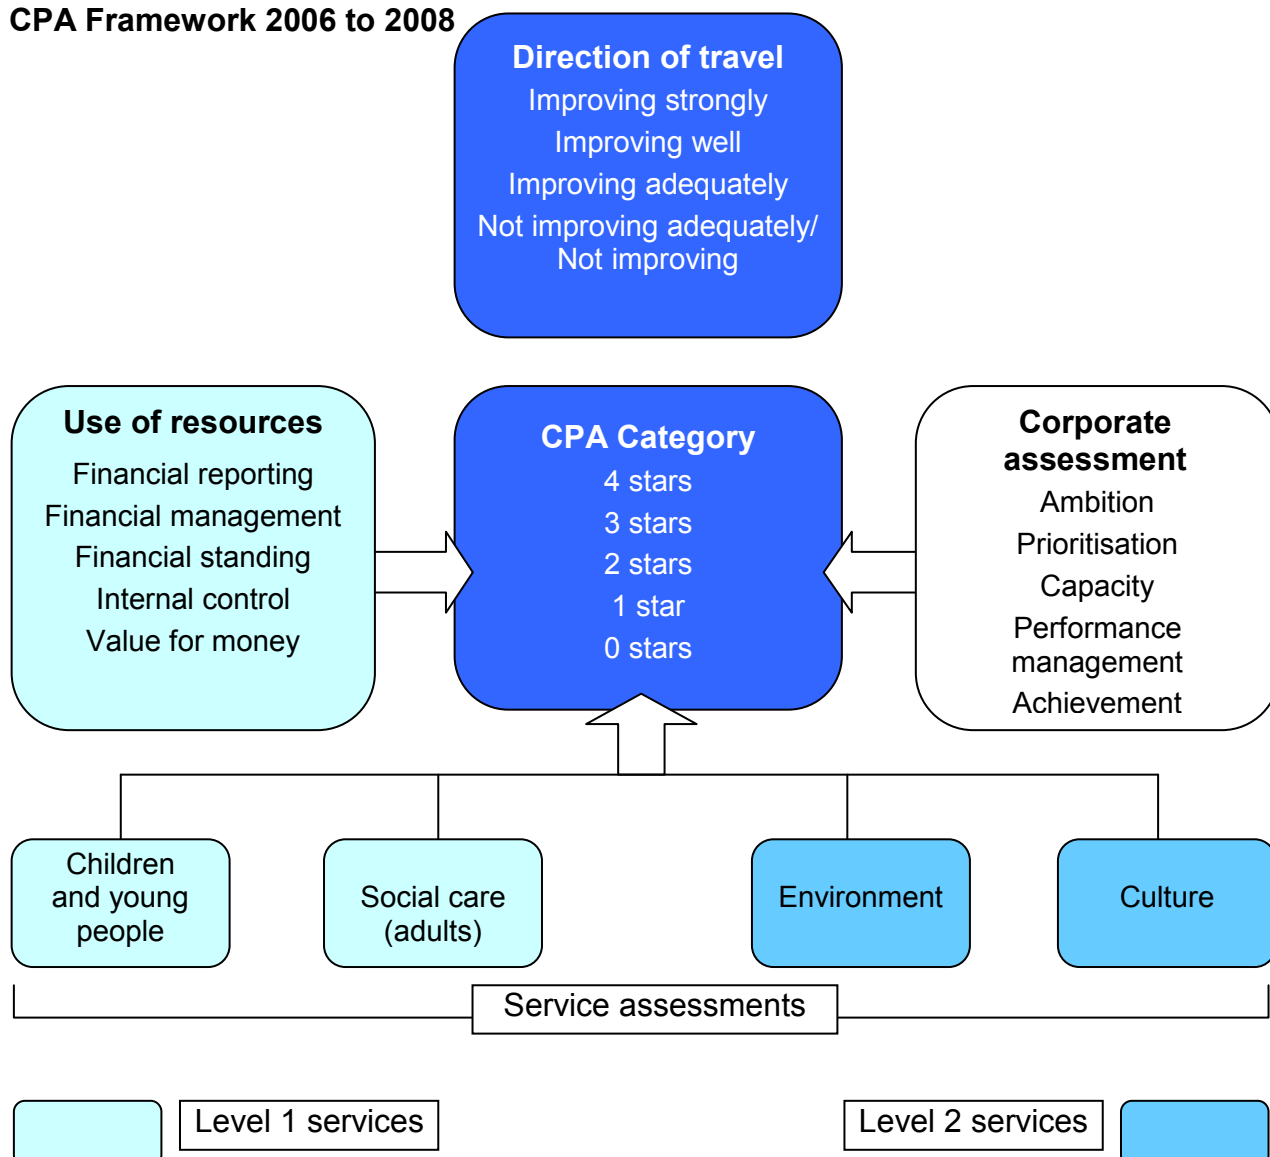 CPA Framework 2006 to 2008
Direction of travel
Improving strongly
Improving well
Improving adequately
Not improving adequately/
Not improving
Use of resources
Financial reporting
Financial management
Financial standing
Internal control
Value for money
CPA Category
4 stars
3 stars
2 stars
1 star
0 stars
Corporate
assessment
Ambition
Prioritisation
Capacity
Performance
management
Achievement
Children
and young
people
Social care
(adults)
Environment
Culture
Service assessments
Level 1 services
Level 2 services